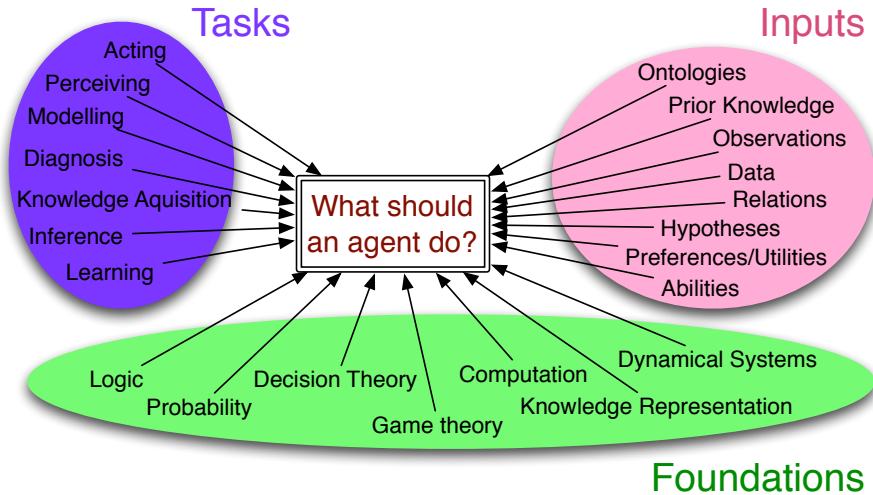 Tasks
Acting
Perceiving
Modelling
Diagnosis
Knowledge Aquisition
Inference
Learning
Inputs
Ontologies
Prior Knowledge
Observations
Data
Relations
Hypotheses
Preferences/Utilities
Abilities
What should
an agent do?
Logic
Probability
Decision Theory
Game theory
Computation
Knowledge Representation
Dynamical Systems
Foundations